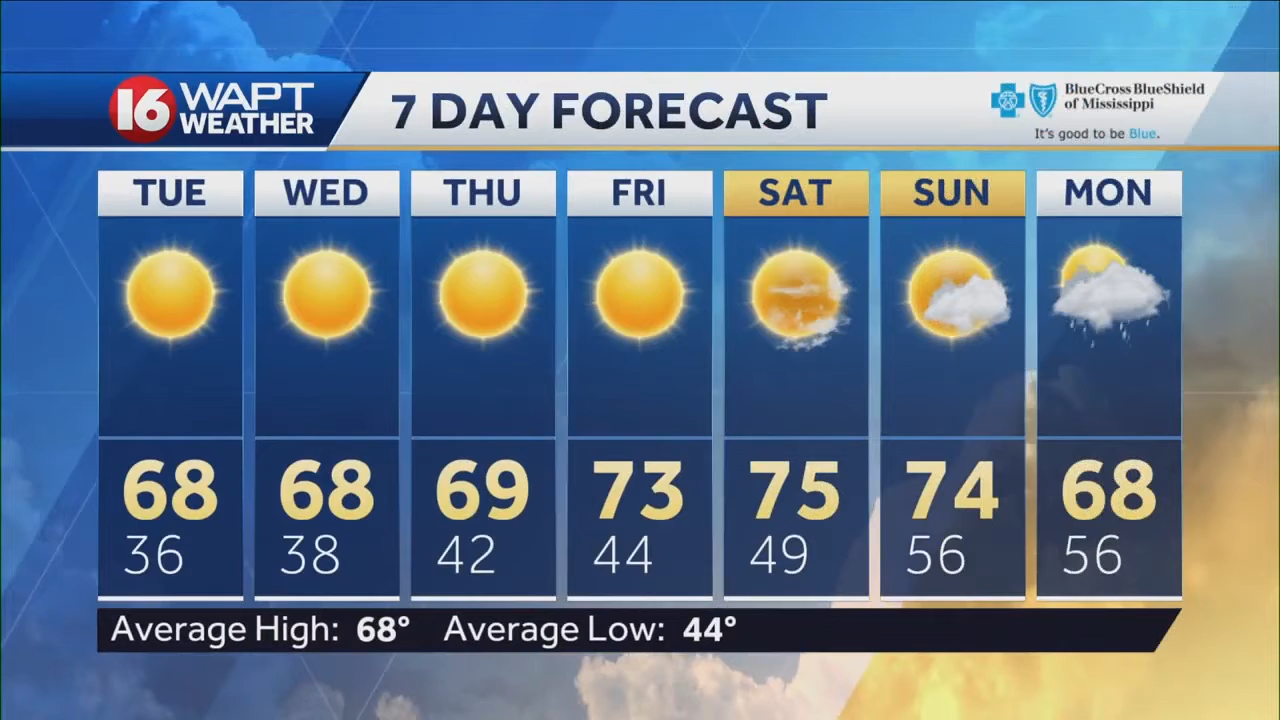 16 WAPT
WEATHER
7 DAY FORECAST
BlueCross BlueShield
of Mississippi
It's good to be Blue.
TUE WED THU FRI SAT SUN MON
68 68 69 73 75 74 68
36 38 42 44 49 56 56
Average High: 68° Average Low: 44°